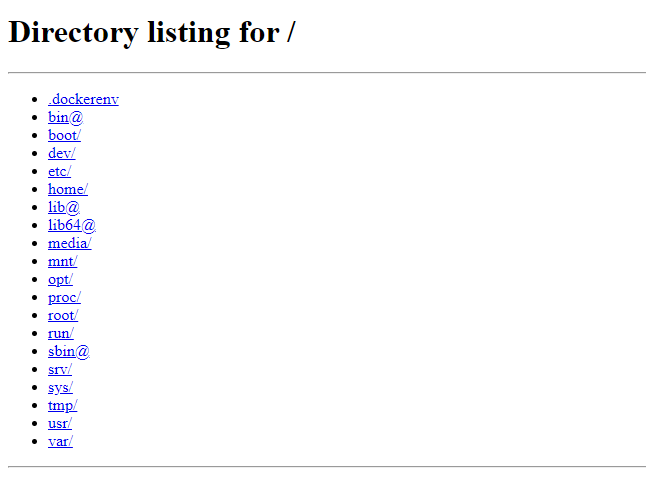 Directory listing for /
.dockerenv
bin@
boot/
dev/
etc/
home/
lib@
lib64@
media/
mnt/
opt/
proc/
root/
run/
sbin@
srv/
sys/
tmp/
usr/
var/